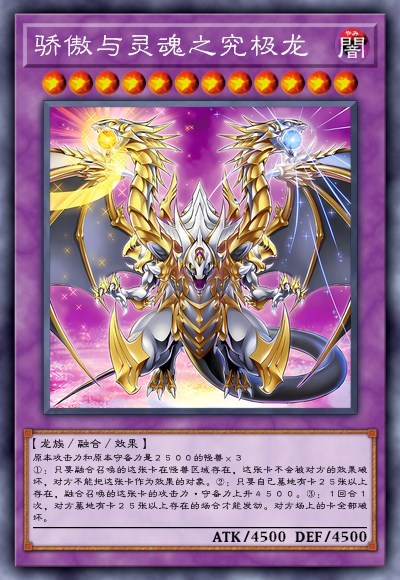 骄傲与灵魂之究极龙
やみ
闇
【龙族／融合／效果】
原本攻击力和原本守备力是2500的怪兽×3
①：只要融合召唤的这张卡在怪兽区域存在，这张卡不会被对方的效果破
坏，对方不能把这张卡作为效果的对象。②：只要自己墓地有卡25张以上
存在，融合召唤的这张卡的攻击力・守备力上升4500。③：1回合1
次，对方墓地有卡25张以上存在的场合才能发动。对方场上的卡全部破
坏。
ATK/4500 DEF/4500